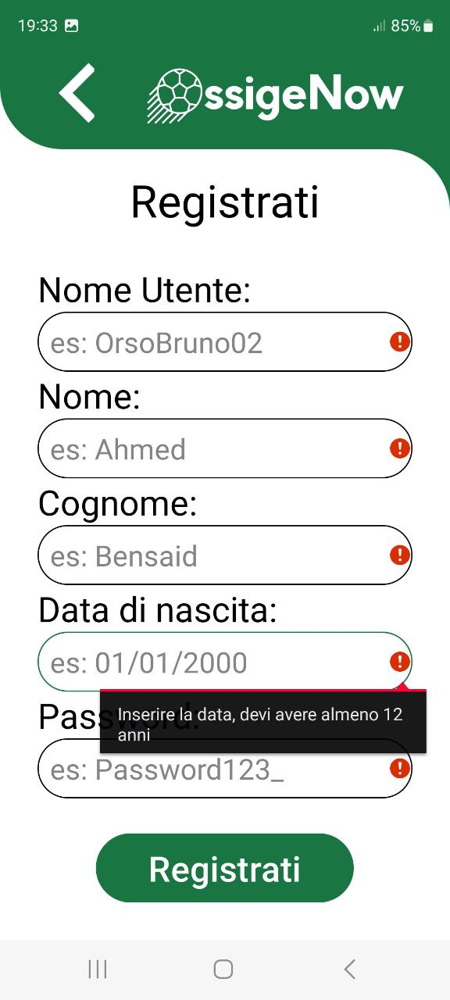 19:33 85%
OssigeNow
Registrati
Nome Utente:
es: OrsoBruno02
Nome:
es: Ahmed
Cognome:
es: Bensaid
Data di nascita:
es: 01/01/2000
Password:
Inserire la data, devi avere almeno 12
anni
es: Password123_
Registrati